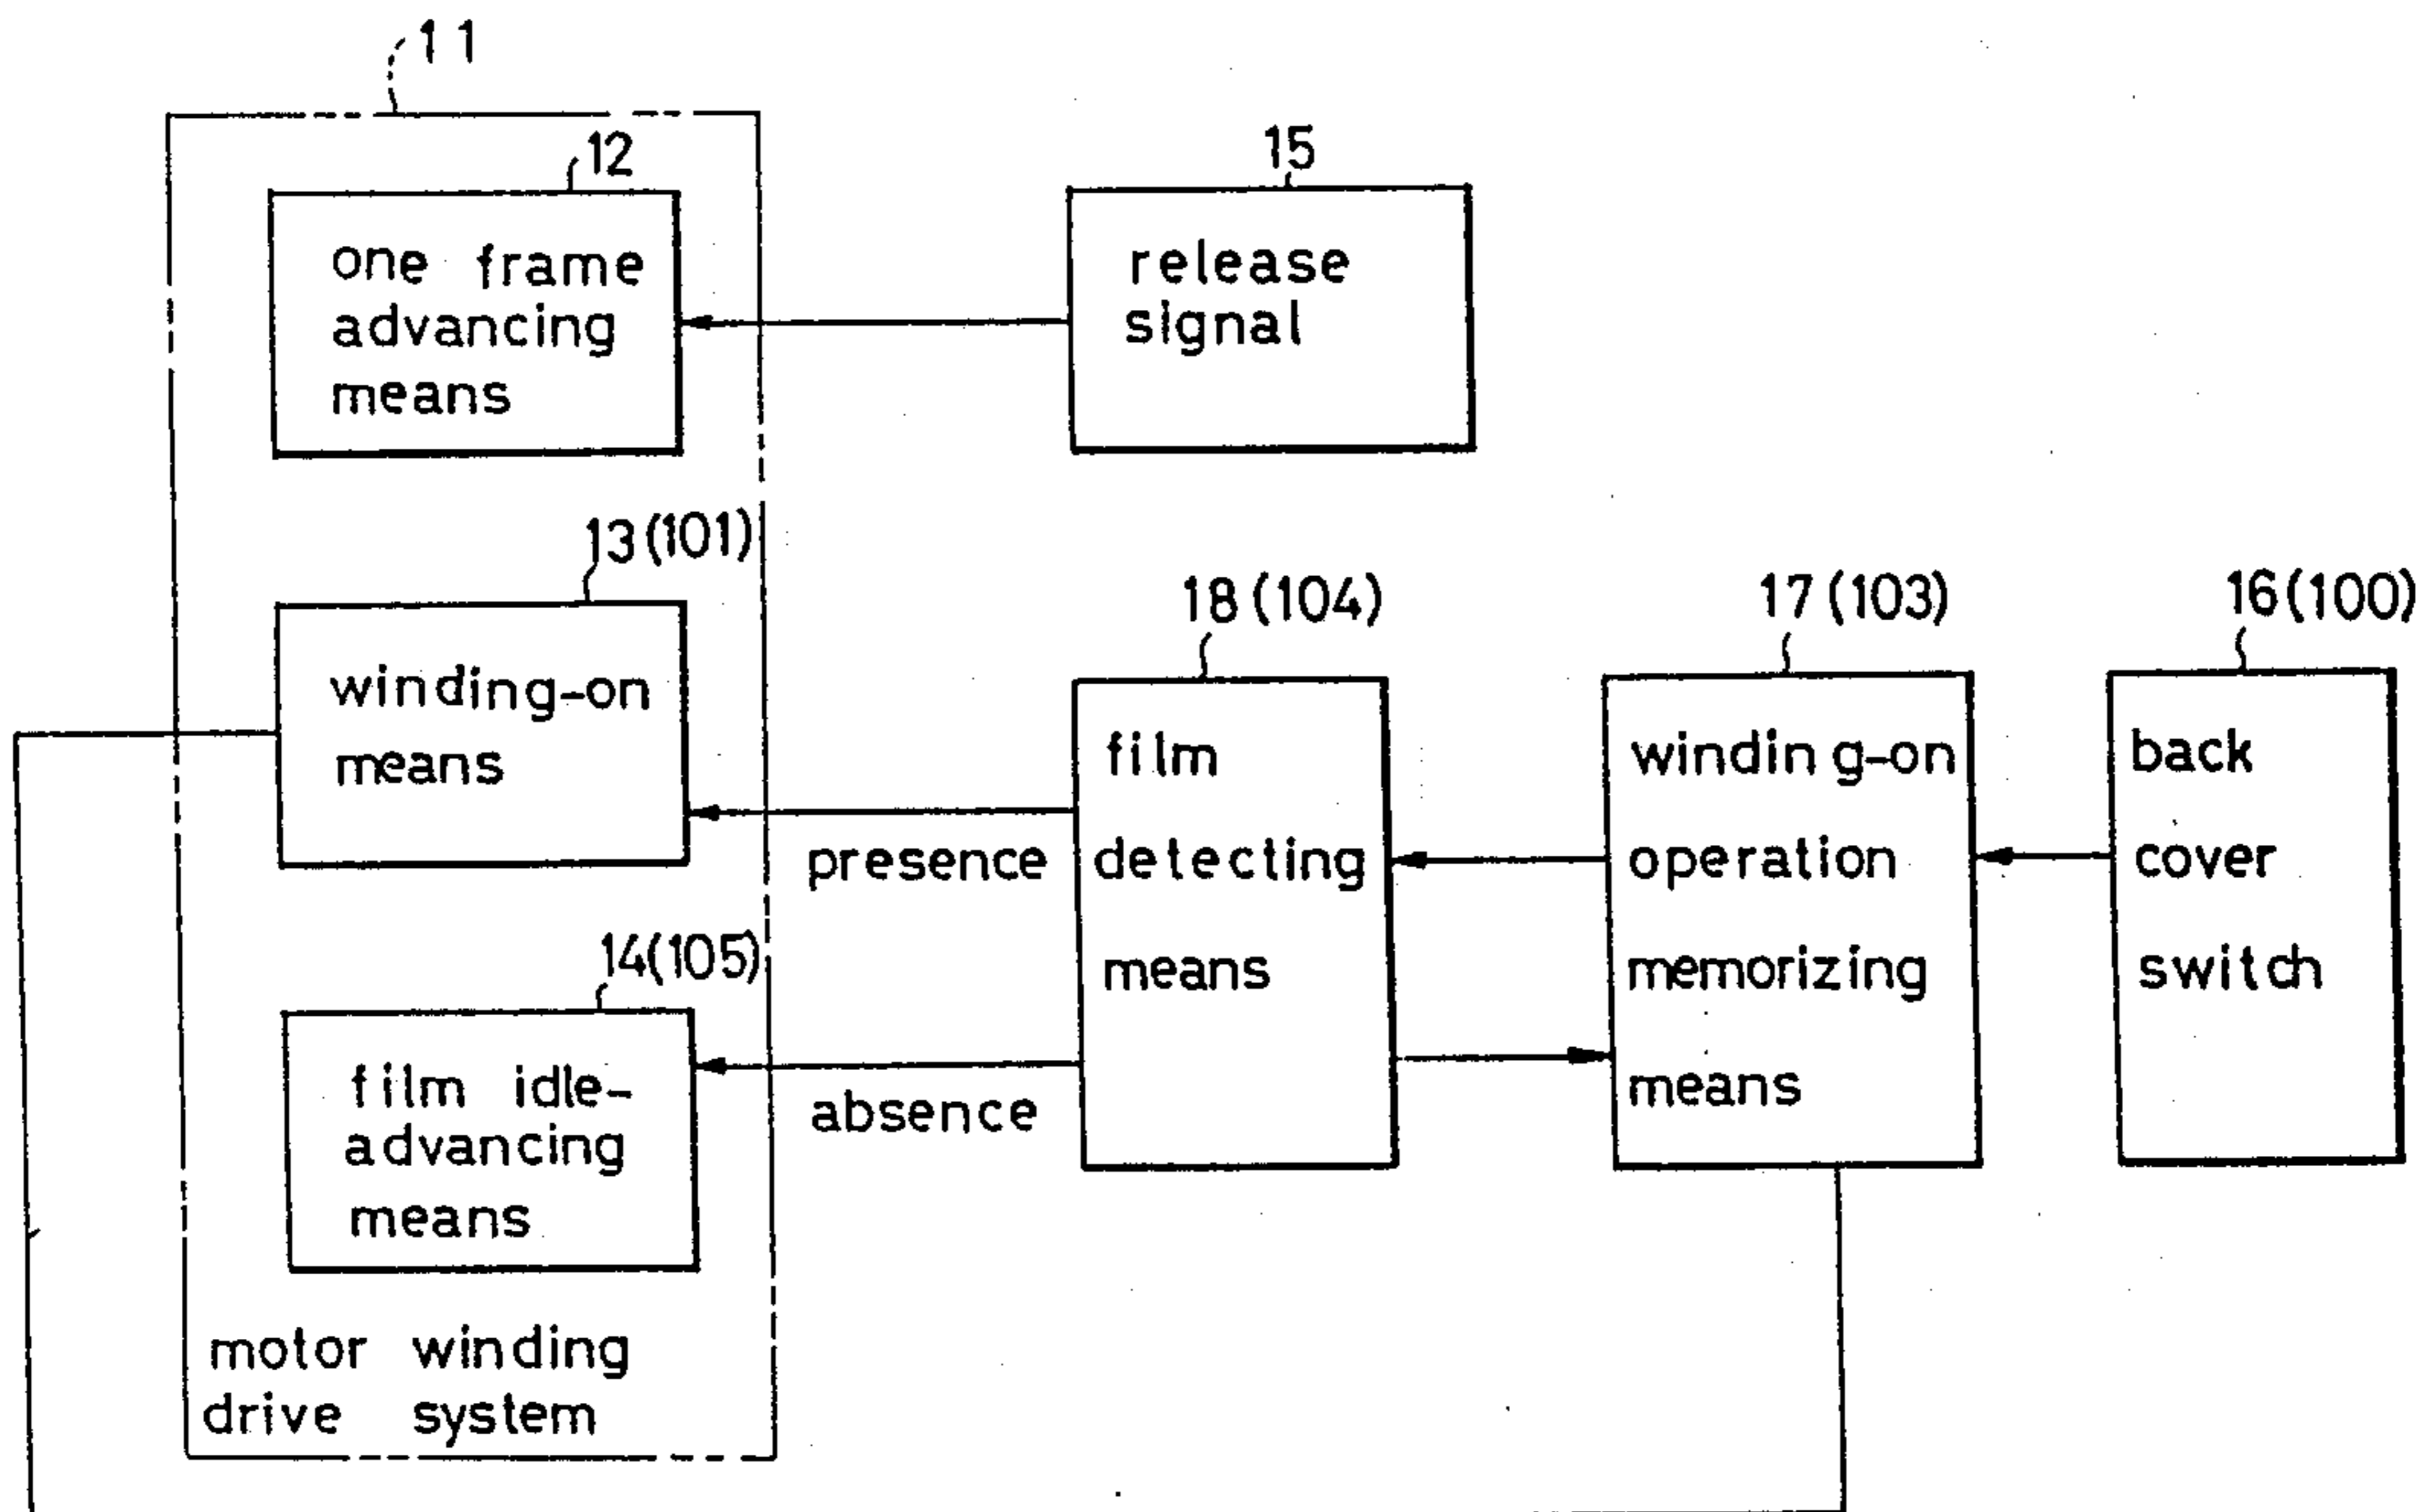 11
12
one frame
advancing
means
15
release
signal
13(101)
winding-on
means
14(105)
film idle-
advancing
means
motor winding
drive system
presence
absence
18(104)
film
detecting
means
17(103)
winding-on
operation
memorizing
means
16(100)
back
cover
switch